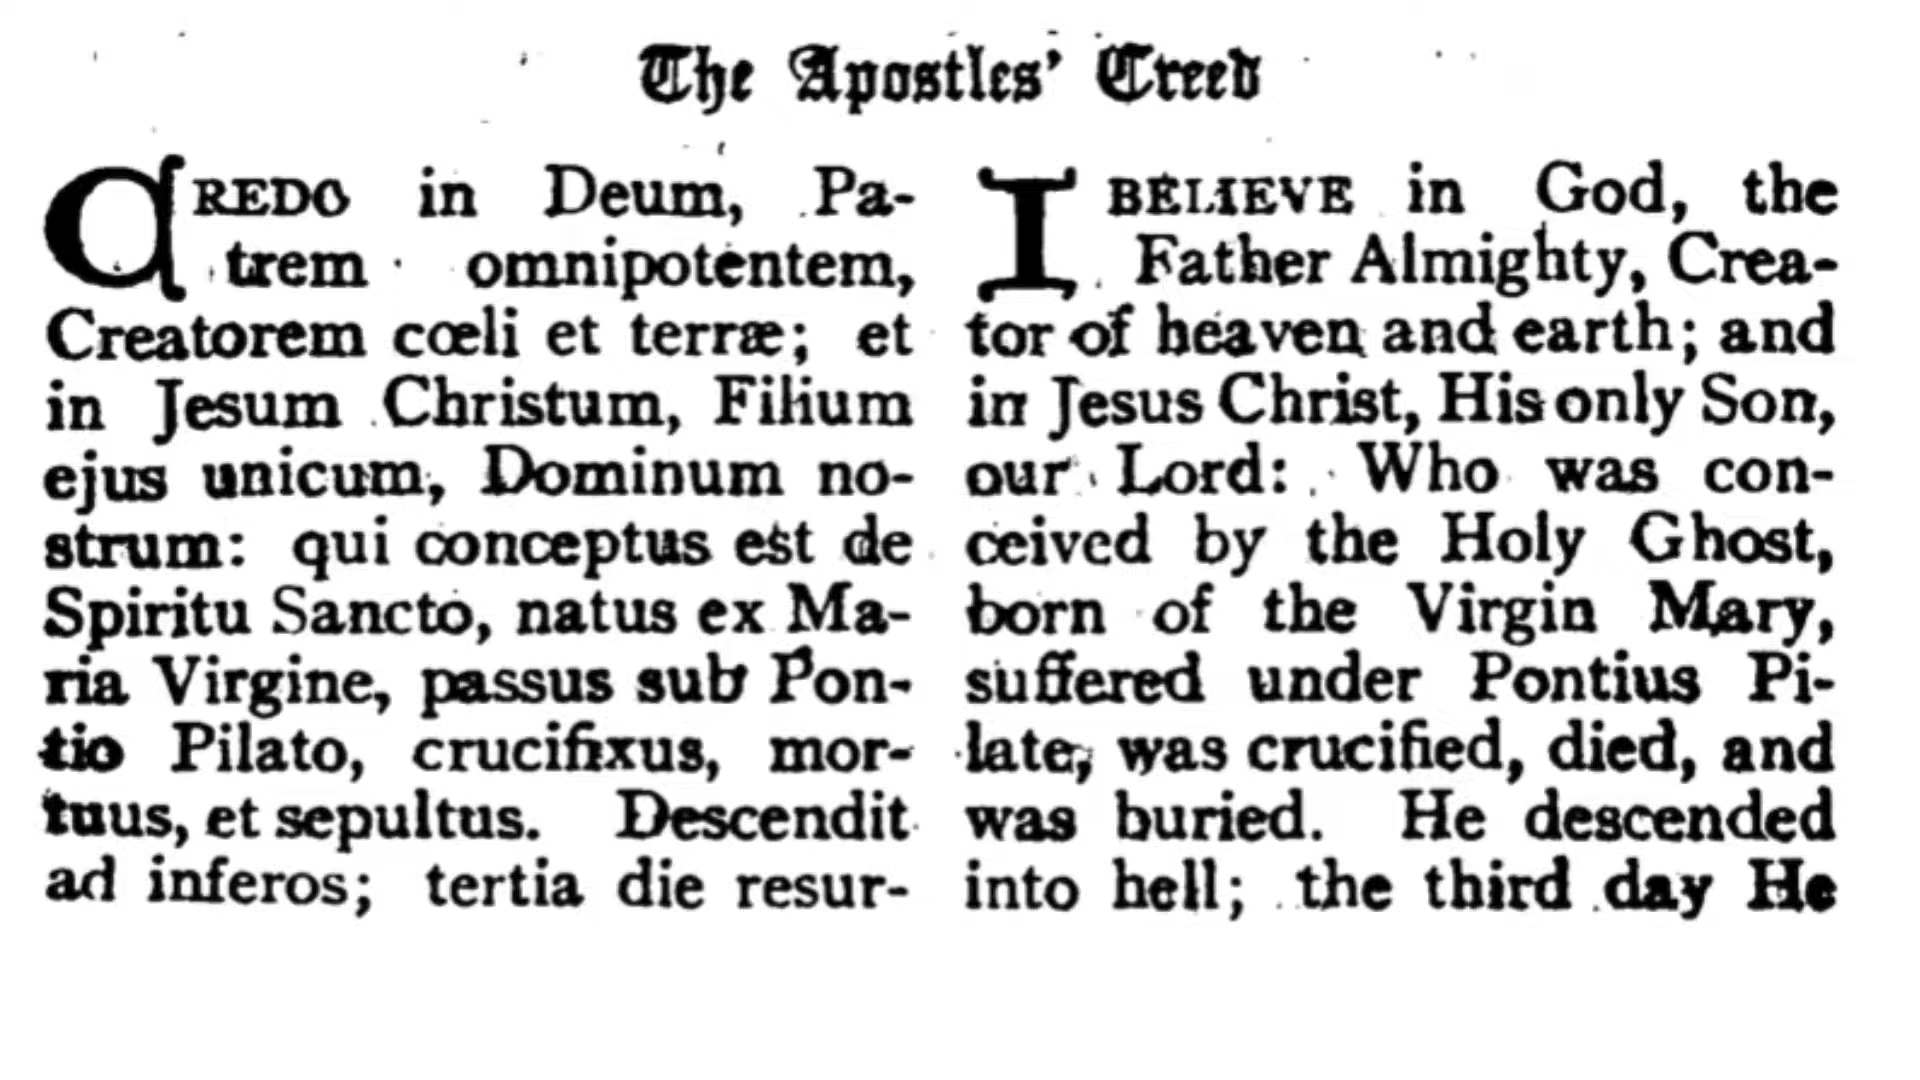 The Apostles' Creed
CREDO in Deum, Pa-
trem omnipotentem,
Creatorem cœli et terræ; et
in Jesum Christum, Filium
ejus unicum, Dominum no-
strum: qui conceptus est de
Spiritu Sancto, natus ex Ma-
ria Virgine, passus sub Pon-
tio Pilato, crucifixus, mor-
tuus, et sepultus. Descendit
ad inferos; tertia die resur-
I BELIEVE in God, the
Father Almighty, Crea-
tor of heaven and earth; and
in Jesus Christ, His only Son,
our Lord: Who was con-
ceived by the Holy Ghost,
born of the Virgin Mary,
suffered under Pontius Pi-
late, was crucified, died, and
was buried. He descended
into hell; the third day He